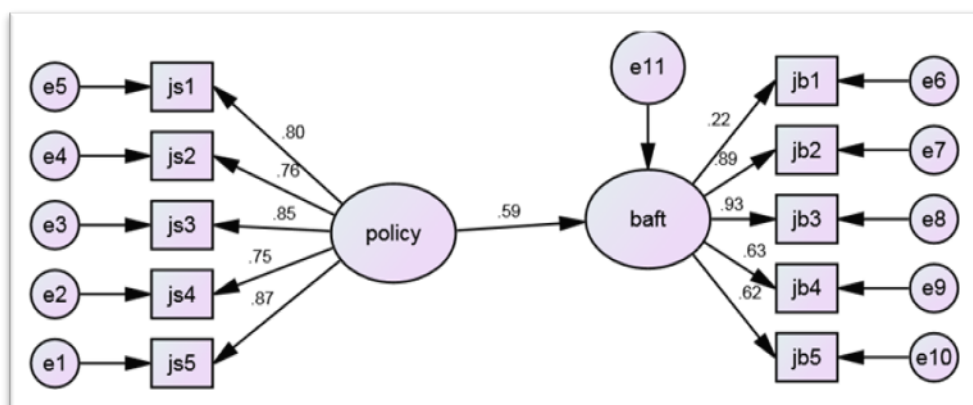 e5
js1
.80
e4
js2
.76
e3
js3
.85
e2
js4
.75
e1
js5
.87
policy
.59
e11
baft
.22
jb1
e6
.89
jb2
e7
.93
jb3
e8
.63
jb4
e9
.62
jb5
e10